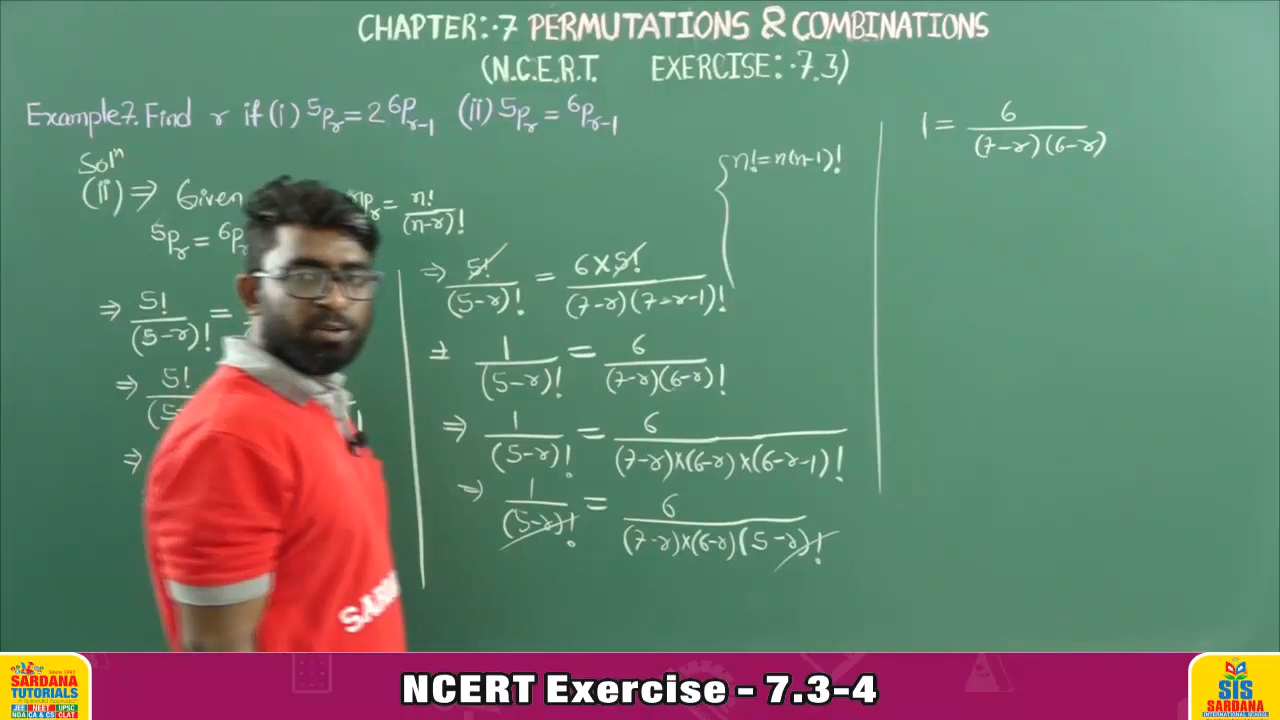 CHAPTER:-7 PERMUTATIONS & COMBINATIONS
(N.C.E.R.T. EXERCISE:-7.3)
Example7. Find r if (i) ⁵Pᵣ = 2 ⁶Pᵣ₋₁ (ii) ⁵Pᵣ = ⁶Pᵣ₋₁
Solⁿ
(ii) ⇒ Given
⁵Pᵣ = ⁶Pᵣ
⇒ 5!/(5-r)! =
⇒ 5!/(5-
⇒
ⁿPᵣ = n!/(n-r)!
⇒ 5!/(5-r)! = 6×5!/(7-r)(7-r-1)!
{n! = n(n-1)!
⇒ 1/(5-r)! = 6/(7-r)(6-r)!
⇒ 1/(5-r)! = 6/(7-r)×(6-r)×(6-r-1)!
⇒ 1/(5-r)! = 6/(7-r)×(6-r)(5-r)!
1 = 6/(7-r)(6-r)
SARDANA
TUTORIALS
JEE NEET UPSC
NDA CA & CS CLAT
NCERT Exercise - 7.3-4
SIS
SARDANA
INTERNATIONAL SCHOOL